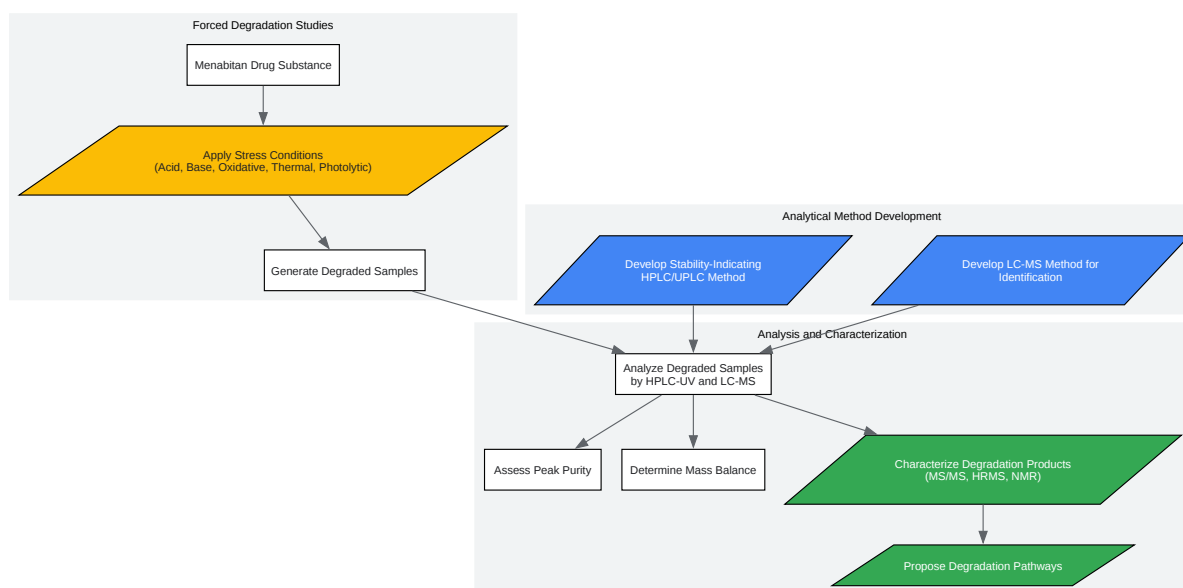 Forced Degradation Studies
Menabitan Drug Substance
Apply Stress Conditions
(Acid, Base, Oxidative, Thermal, Photolytic)
Generate Degraded Samples
Analytical Method Development
Develop Stability-Indicating
HPLC/UPLC Method
Develop LC-MS Method for
Identification
Analysis and Characterization
Analyze Degraded Samples
by HPLC-UV and LC-MS
Assess Peak Purity
Determine Mass Balance
Characterize Degradation Products
(MS/MS, HRMS, NMR)
Propose Degradation Pathways